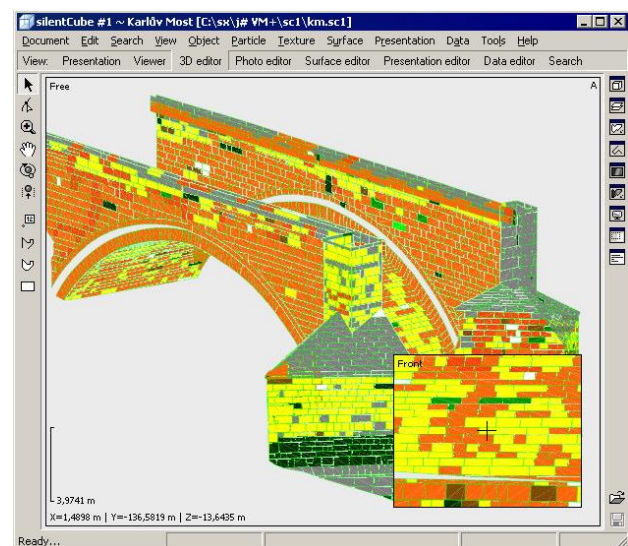 silentCube #1 ~ Karlův Most [C:\sx\j# VM+\sc1\km.sc1]
Document Edit Search View Object Particle Texture Surface Presentation Data Tools Help
View: Presentation Viewer 3D editor Photo editor Surface editor Presentation editor Data editor Search
Free
A
Front
3,9741 m
X=1,4898 m | Y=-136,5819 m | Z=-13,6435 m
Ready...